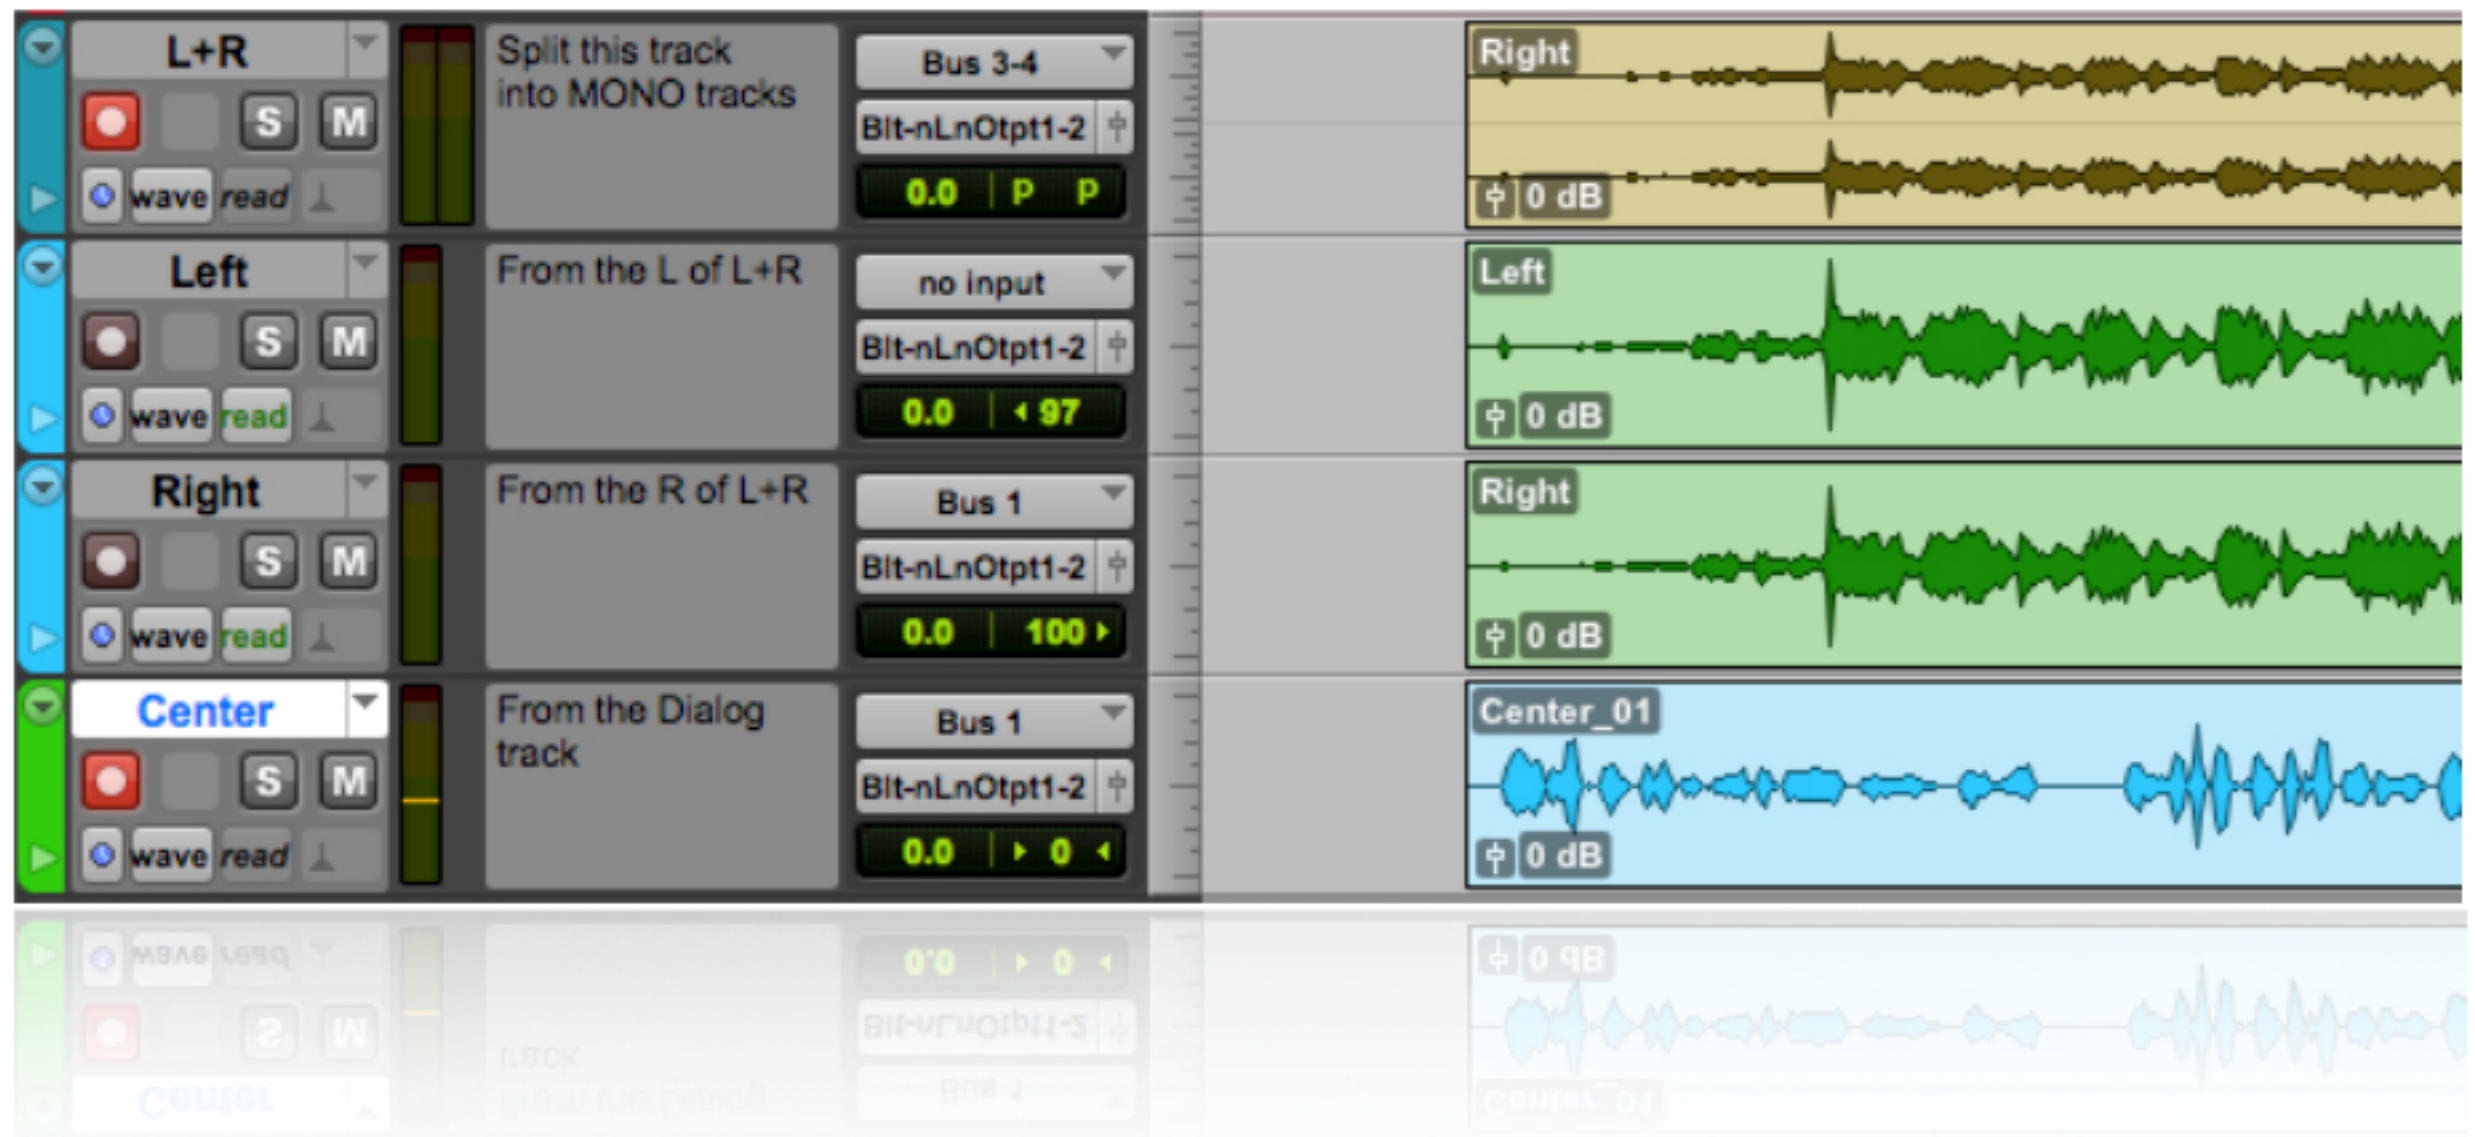 L+R
S M
wave read
Split this track
into MONO tracks
Bus 3-4
Blt-nLnOtpt1-2
0.0 P P
Right
0 dB
Left
S M
wave read
From the L of L+R
no input
Blt-nLnOtpt1-2
0.0 97
Left
0 dB
Right
S M
wave read
From the R of L+R
Bus 1
Blt-nLnOtpt1-2
0.0 100
Right
0 dB
Center
S M
wave read
From the Dialog
track
Bus 1
Blt-nLnOtpt1-2
0.0 0
Center_01
0 dB